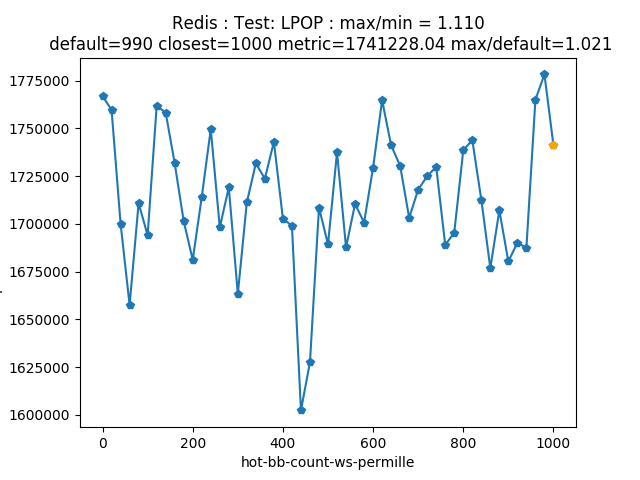 Redis : Test: LPOP : max/min = 1.110
default=990 closest=1000 metric=1741228.04 max/default=1.021
1775000
1750000
1725000
1700000
1675000
1650000
1625000
1600000
0 200 400 600 800 1000
hot-bb-count-ws-permille